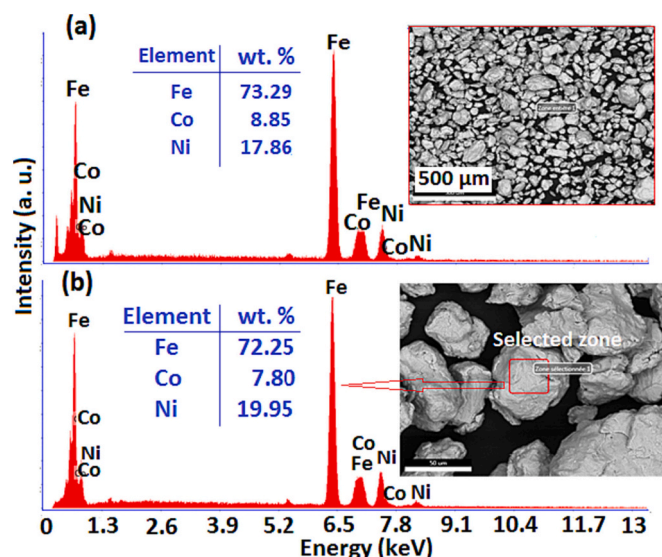 (a)
Element wt. %
Fe 73.29
Co 8.85
Ni 17.86
Fe
Co
Ni
Co
Fe
Fe
Co
Ni
Co
Ni
500 µm
Intensity (a. u.)
(b)
Element wt. %
Fe 72.25
Co 7.80
Ni 19.95
Fe
Co
Ni
Co
Fe
Co
Fe
Ni
Co
Ni
Selected zone
Zone sélectionnée 1
50 µm
0 1.3 2.6 3.9 5.2 6.5 7.8 9.1 10.4 11.7 13
Energy (keV)